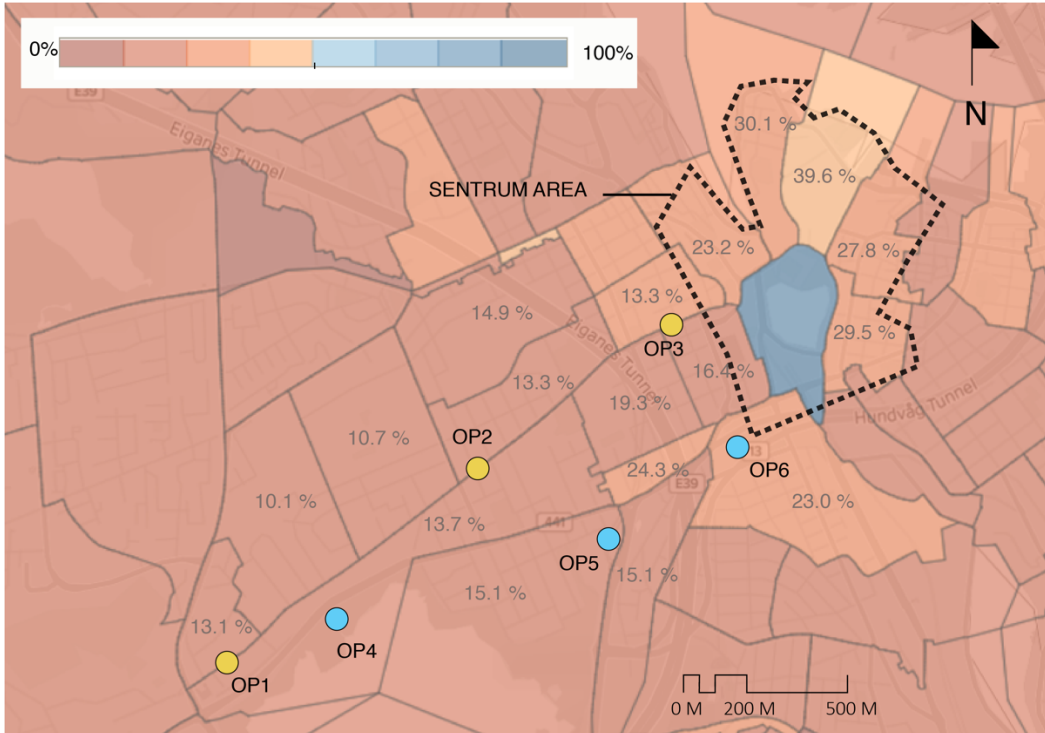 0%
100%
E39
Eiganes Tunnel
N
30.1 %
SENTRUM AREA
39.6 %
23.2 %
27.8 %
13.3 %
14.9 %
Eiganes Tunnel
OP3
29.5 %
16.4 %
13.3 %
19.3 %
Hundvåg Tunnel
10.7 %
OP2
13
OP6
24.3 %
E39
10.1 %
23.0 %
13.7 %
441
OP5
15.1 %
15.1 %
13.1 %
OP4
OP1
0 M
200 M
500 M